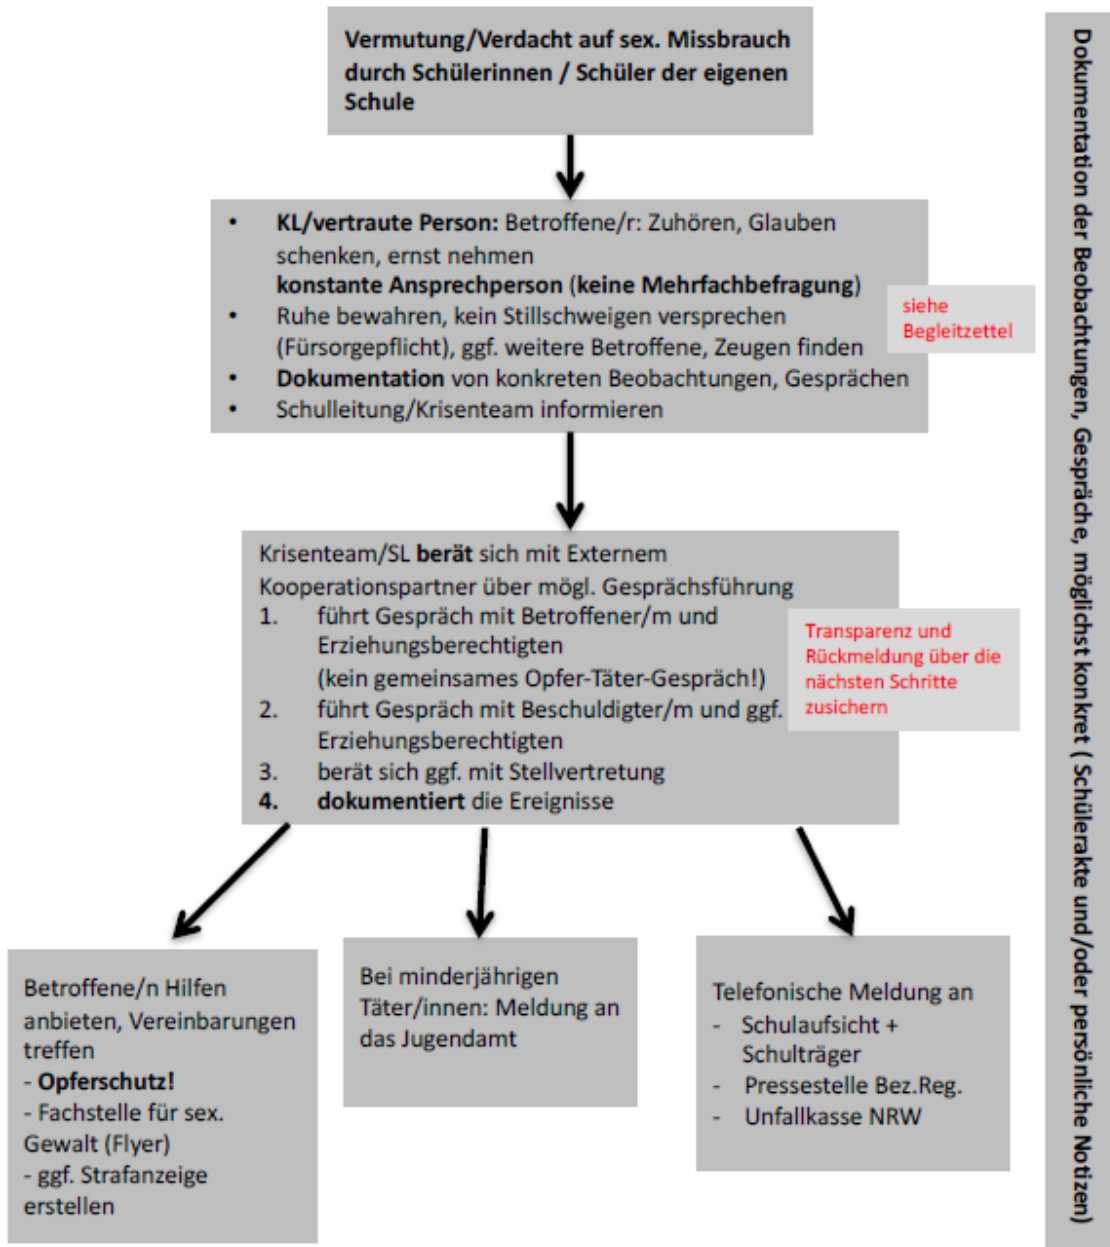 Vermutung/Verdacht auf sex. Missbrauch
durch Schülerinnen / Schüler der eigenen
Schule
• KL/vertraute Person: Betroffene/r: Zuhören, Glauben
schenken, ernst nehmen
konstante Ansprechperson (keine Mehrfachbefragung)
• Ruhe bewahren, kein Stillschweigen versprechen
(Fürsorgepflicht), ggf. weitere Betroffene, Zeugen finden
• Dokumentation von konkreten Beobachtungen, Gesprächen
• Schulleitung/Krisenteam informieren
siehe
Begleitzettel
Krisenteam/SL berät sich mit Externem
Kooperationspartner über mögl. Gesprächsführung
1. führt Gespräch mit Betroffener/m und
Erziehungsberechtigten
(kein gemeinsames Opfer-Täter-Gespräch!)
2. führt Gespräch mit Beschuldigter/m und ggf.
Erziehungsberechtigten
3. berät sich ggf. mit Stellvertretung
4. dokumentiert die Ereignisse
Transparenz und
Rückmeldung über die
nächsten Schritte
zusichern
Betroffene/n Hilfen
anbieten, Vereinbarungen
treffen
- Opferschutz!
- Fachstelle für sex.
Gewalt (Flyer)
- ggf. Strafanzeige
erstellen
Bei minderjährigen
Täter/innen: Meldung an
das Jugendamt
Telefonische Meldung an
- Schulaufsicht +
Schulträger
- Pressestelle Bez.Reg.
- Unfallkasse NRW
Dokumentation der Beobachtungen, Gespräche, möglichst konkret ( Schülerakte und/oder persönliche Notizen)